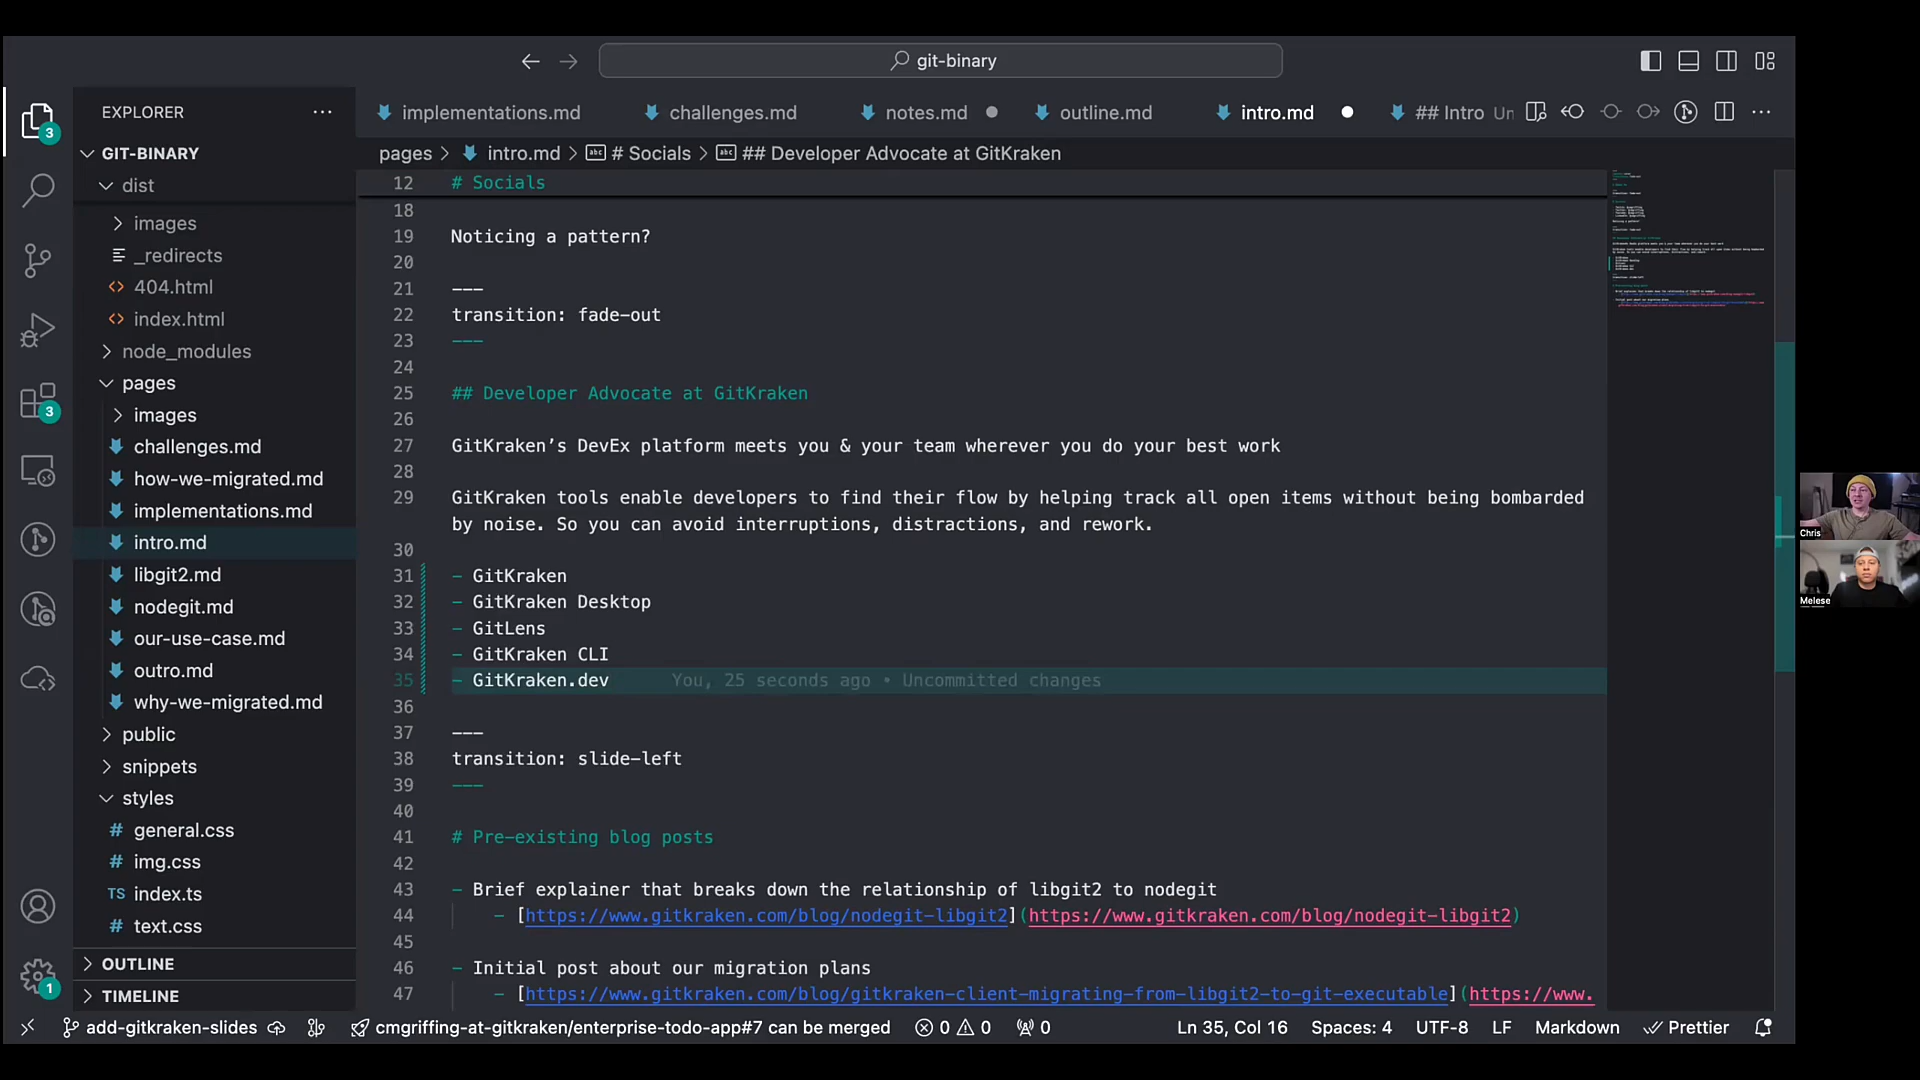 git-binary
EXPLORER
implementations.md
challenges.md
notes.md
outline.md
intro.md
## Intro Un
GIT-BINARY
pages > intro.md > # Socials > ## Developer Advocate at GitKraken
dist
images
_redirects
404.html
index.html
node_modules
pages
images
challenges.md
how-we-migrated.md
implementations.md
intro.md
libgit2.md
nodegit.md
our-use-case.md
outro.md
why-we-migrated.md
public
snippets
styles
general.css
img.css
TS index.ts
text.css
OUTLINE
TIMELINE
3
3
1
12 # Socials
18
19 Noticing a pattern?
20
21 ---
22 transition: fade-out
23 ---
24
25 ## Developer Advocate at GitKraken
26
27 GitKraken’s DevEx platform meets you & your team wherever you do your best work
28
29 GitKraken tools enable developers to find their flow by helping track all open items without being bombarded
by noise. So you can avoid interruptions, distractions, and rework.
30
31 - GitKraken
32 - GitKraken Desktop
33 - GitLens
34 - GitKraken CLI
35 - GitKraken.dev You, 25 seconds ago • Uncommitted changes
36
37 ---
38 transition: slide-left
39 ---
40
41 # Pre-existing blog posts
42
43 - Brief explainer that breaks down the relationship of libgit2 to nodegit
44 - [https://www.gitkraken.com/blog/nodegit-libgit2](https://www.gitkraken.com/blog/nodegit-libgit2)
45
46 - Initial post about our migration plans
47 - [https://www.gitkraken.com/blog/gitkraken-client-migrating-from-libgit2-to-git-executable](https://www.
Chris
Melese
add-gitkraken-slides
cmgriffing-at-gitkraken/enterprise-todo-app#7 can be merged
0 0
0
Ln 35, Col 16
Spaces: 4
UTF-8
LF
Markdown
Prettier